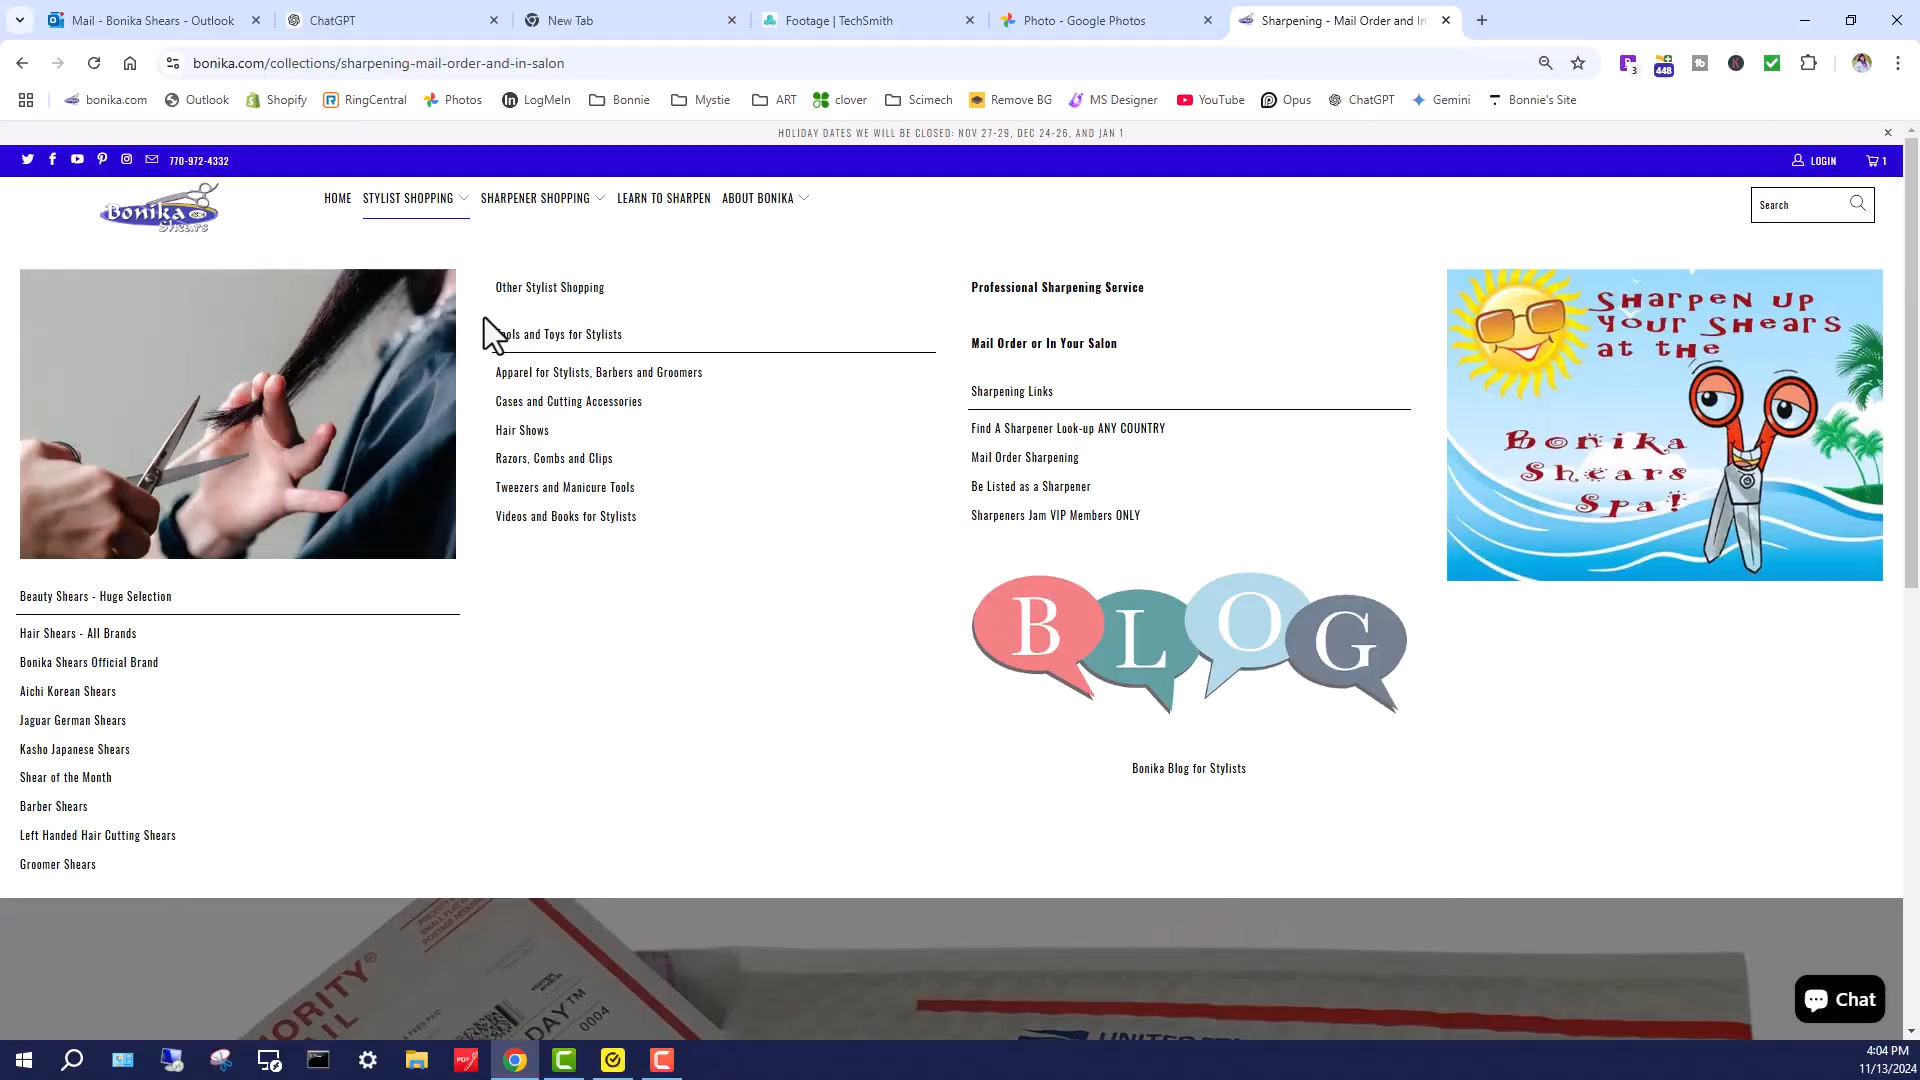 Mail - Bonika Shears - Outlook
ChatGPT
New Tab
Footage | TechSmith
Photo - Google Photos
Sharpening - Mail Order and In
bonika.com/collections/sharpening-mail-order-and-in-salon
3
448
bonika.com
Outlook
Shopify
RingCentral
Photos
LogMeIn
Bonnie
Mystie
ART
clover
Scimech
Remove BG
MS Designer
YouTube
Opus
ChatGPT
Gemini
Bonnie's Site
HOLIDAY DATES WE WILL BE CLOSED: NOV 27-29, DEC 24-26, AND JAN 1
770-972-4332
LOGIN
1
Bonika
Shears
HOME
STYLIST SHOPPING
SHARPENER SHOPPING
LEARN TO SHARPEN
ABOUT BONIKA
Search
Beauty Shears - Huge Selection
Hair Shears - All Brands
Bonika Shears Official Brand
Aichi Korean Shears
Jaguar German Shears
Kasho Japanese Shears
Shear of the Month
Barber Shears
Left Handed Hair Cutting Shears
Groomer Shears
Other Stylist Shopping
and Toys for Stylists
Apparel for Stylists, Barbers and Groomers
Cases and Cutting Accessories
Hair Shows
Razors, Combs and Clips
Tweezers and Manicure Tools
Videos and Books for Stylists
Professional Sharpening Service
Mail Order or In Your Salon
Sharpening Links
Find A Sharpener Look-up ANY COUNTRY
Mail Order Sharpening
Be Listed as a Sharpener
Sharpeners Jam VIP Members ONLY
BLOG
Bonika Blog for Stylists
Sharpen up
your Shears
at the
Bonika
Shears
Spa!
0004
Chat
PDF
4:04 PM
11/13/2024